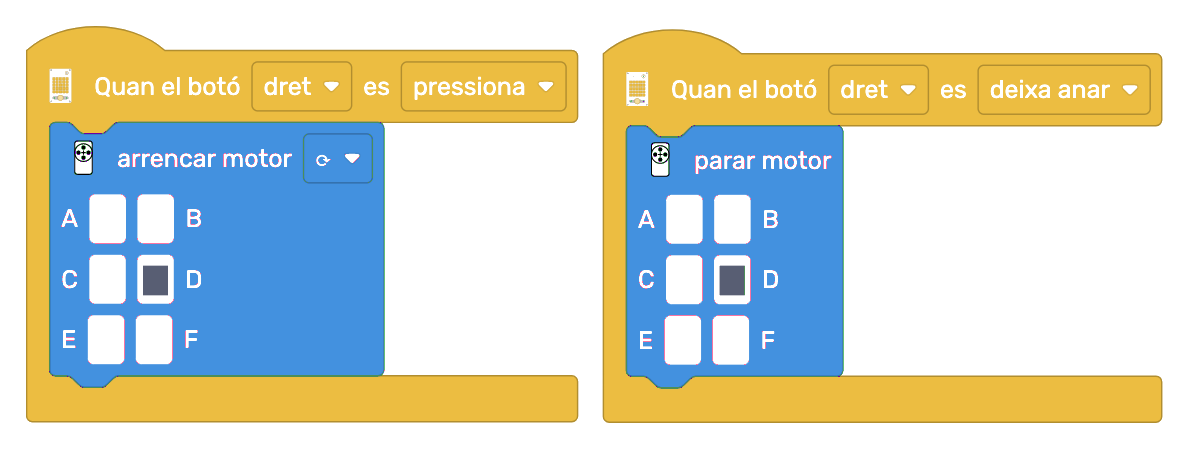 Quan el botó dret es pressiona
arrencar motor ⟳
A B
C D
E F
Quan el botó dret es deixa anar
parar motor
A B
C D
E F